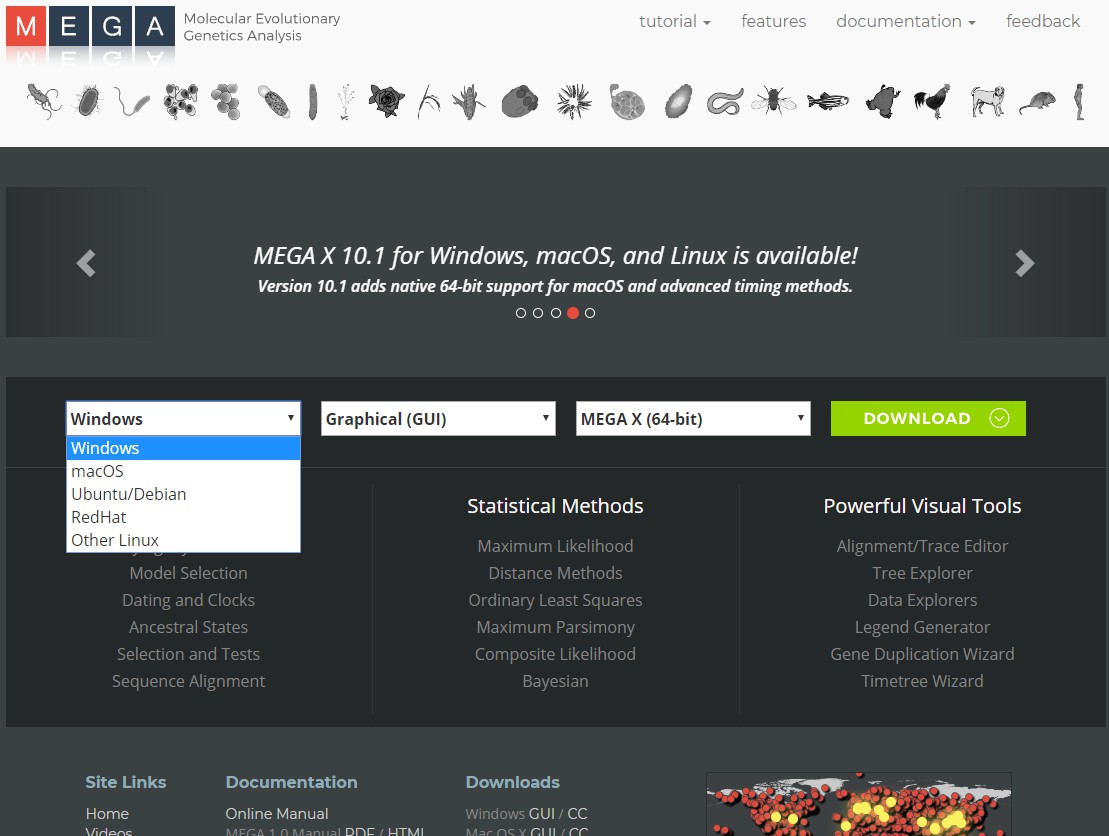 MEGA Molecular Evolutionary
Genetics Analysis
tutorial features documentation feedback
MEGA X 10.1 for Windows, macOS, and Linux is available!
Version 10.1 adds native 64-bit support for macOS and advanced timing methods.
Windows Graphical (GUI) MEGA X (64-bit) DOWNLOAD
Windows
macOS
Ubuntu/Debian
RedHat
Other Linux
Model Selection
Dating and Clocks
Ancestral States
Selection and Tests
Sequence Alignment
Statistical Methods
Maximum Likelihood
Distance Methods
Ordinary Least Squares
Maximum Parsimony
Composite Likelihood
Bayesian
Powerful Visual Tools
Alignment/Trace Editor
Tree Explorer
Data Explorers
Legend Generator
Gene Duplication Wizard
Timetree Wizard
Site Links
Home
Videos
Documentation
Online Manual
MEGA 1.0 Manual PDF / HTML
Downloads
Windows GUI / CC
Mac OS X GUI / CC